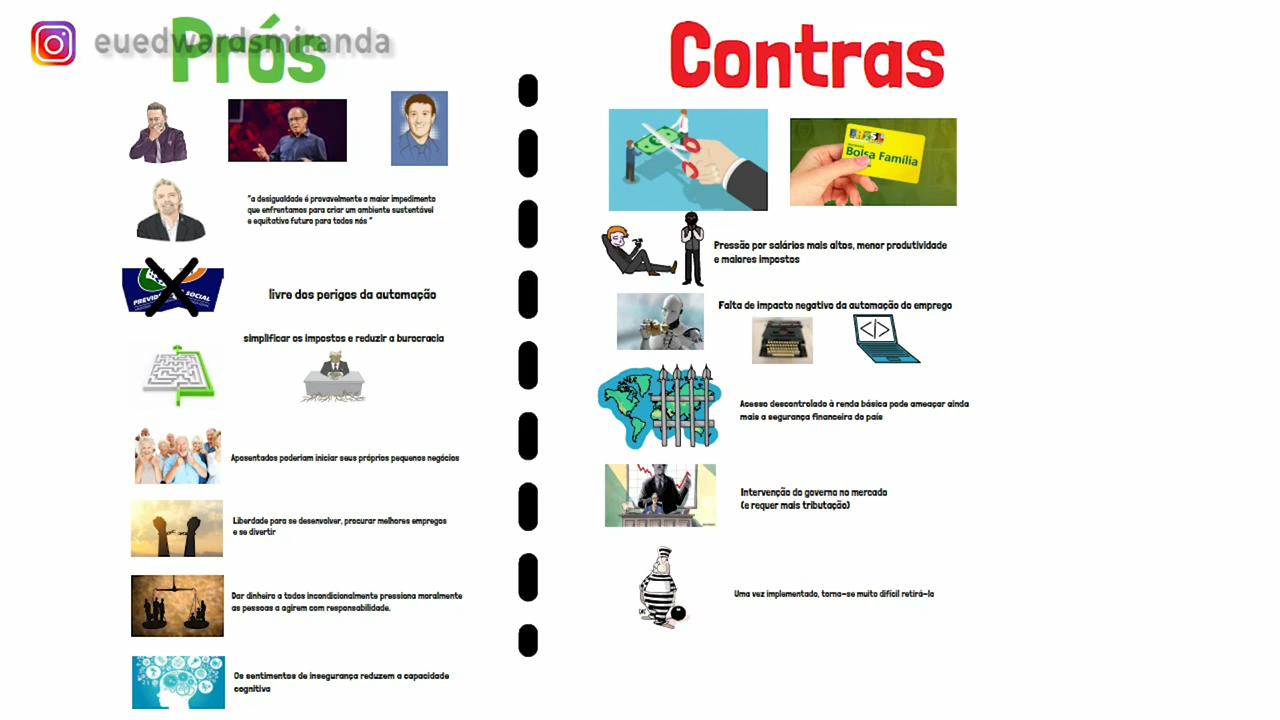 euedwardsmiranda
Prós
"a desigualdade é provavelmente o maior impedimento
que enfrentamos para criar um ambiente sustentável
e equitativo futuro para todos nós "
PREVIDÊNCIA SOCIAL
livre dos perigos da automação
simplificar os impostos e reduzir a burocracia
Aposentados poderiam iniciar seus próprios pequenos negócios
Liberdade para se desenvolver, procurar melhores empregos
e se divertir
Dar dinheiro a todos incondicionalmente pressiona moralmente
as pessoas a agirem com responsabilidade.
Os sentimentos de insegurança reduzem a capacidade
cognitiva
Contras
Bolsa Família
Pressão por salários mais altos, menor produtividade
e maiores impostos
Falta de impacto negativo da automação do emprego
</>
Acesso descontrolado à renda básica pode ameaçar ainda
mais a segurança financeira do país
Intervenção do governo no mercado
(e requer mais tributação)
Uma vez implementado, torna-se muito difícil retirá-lo